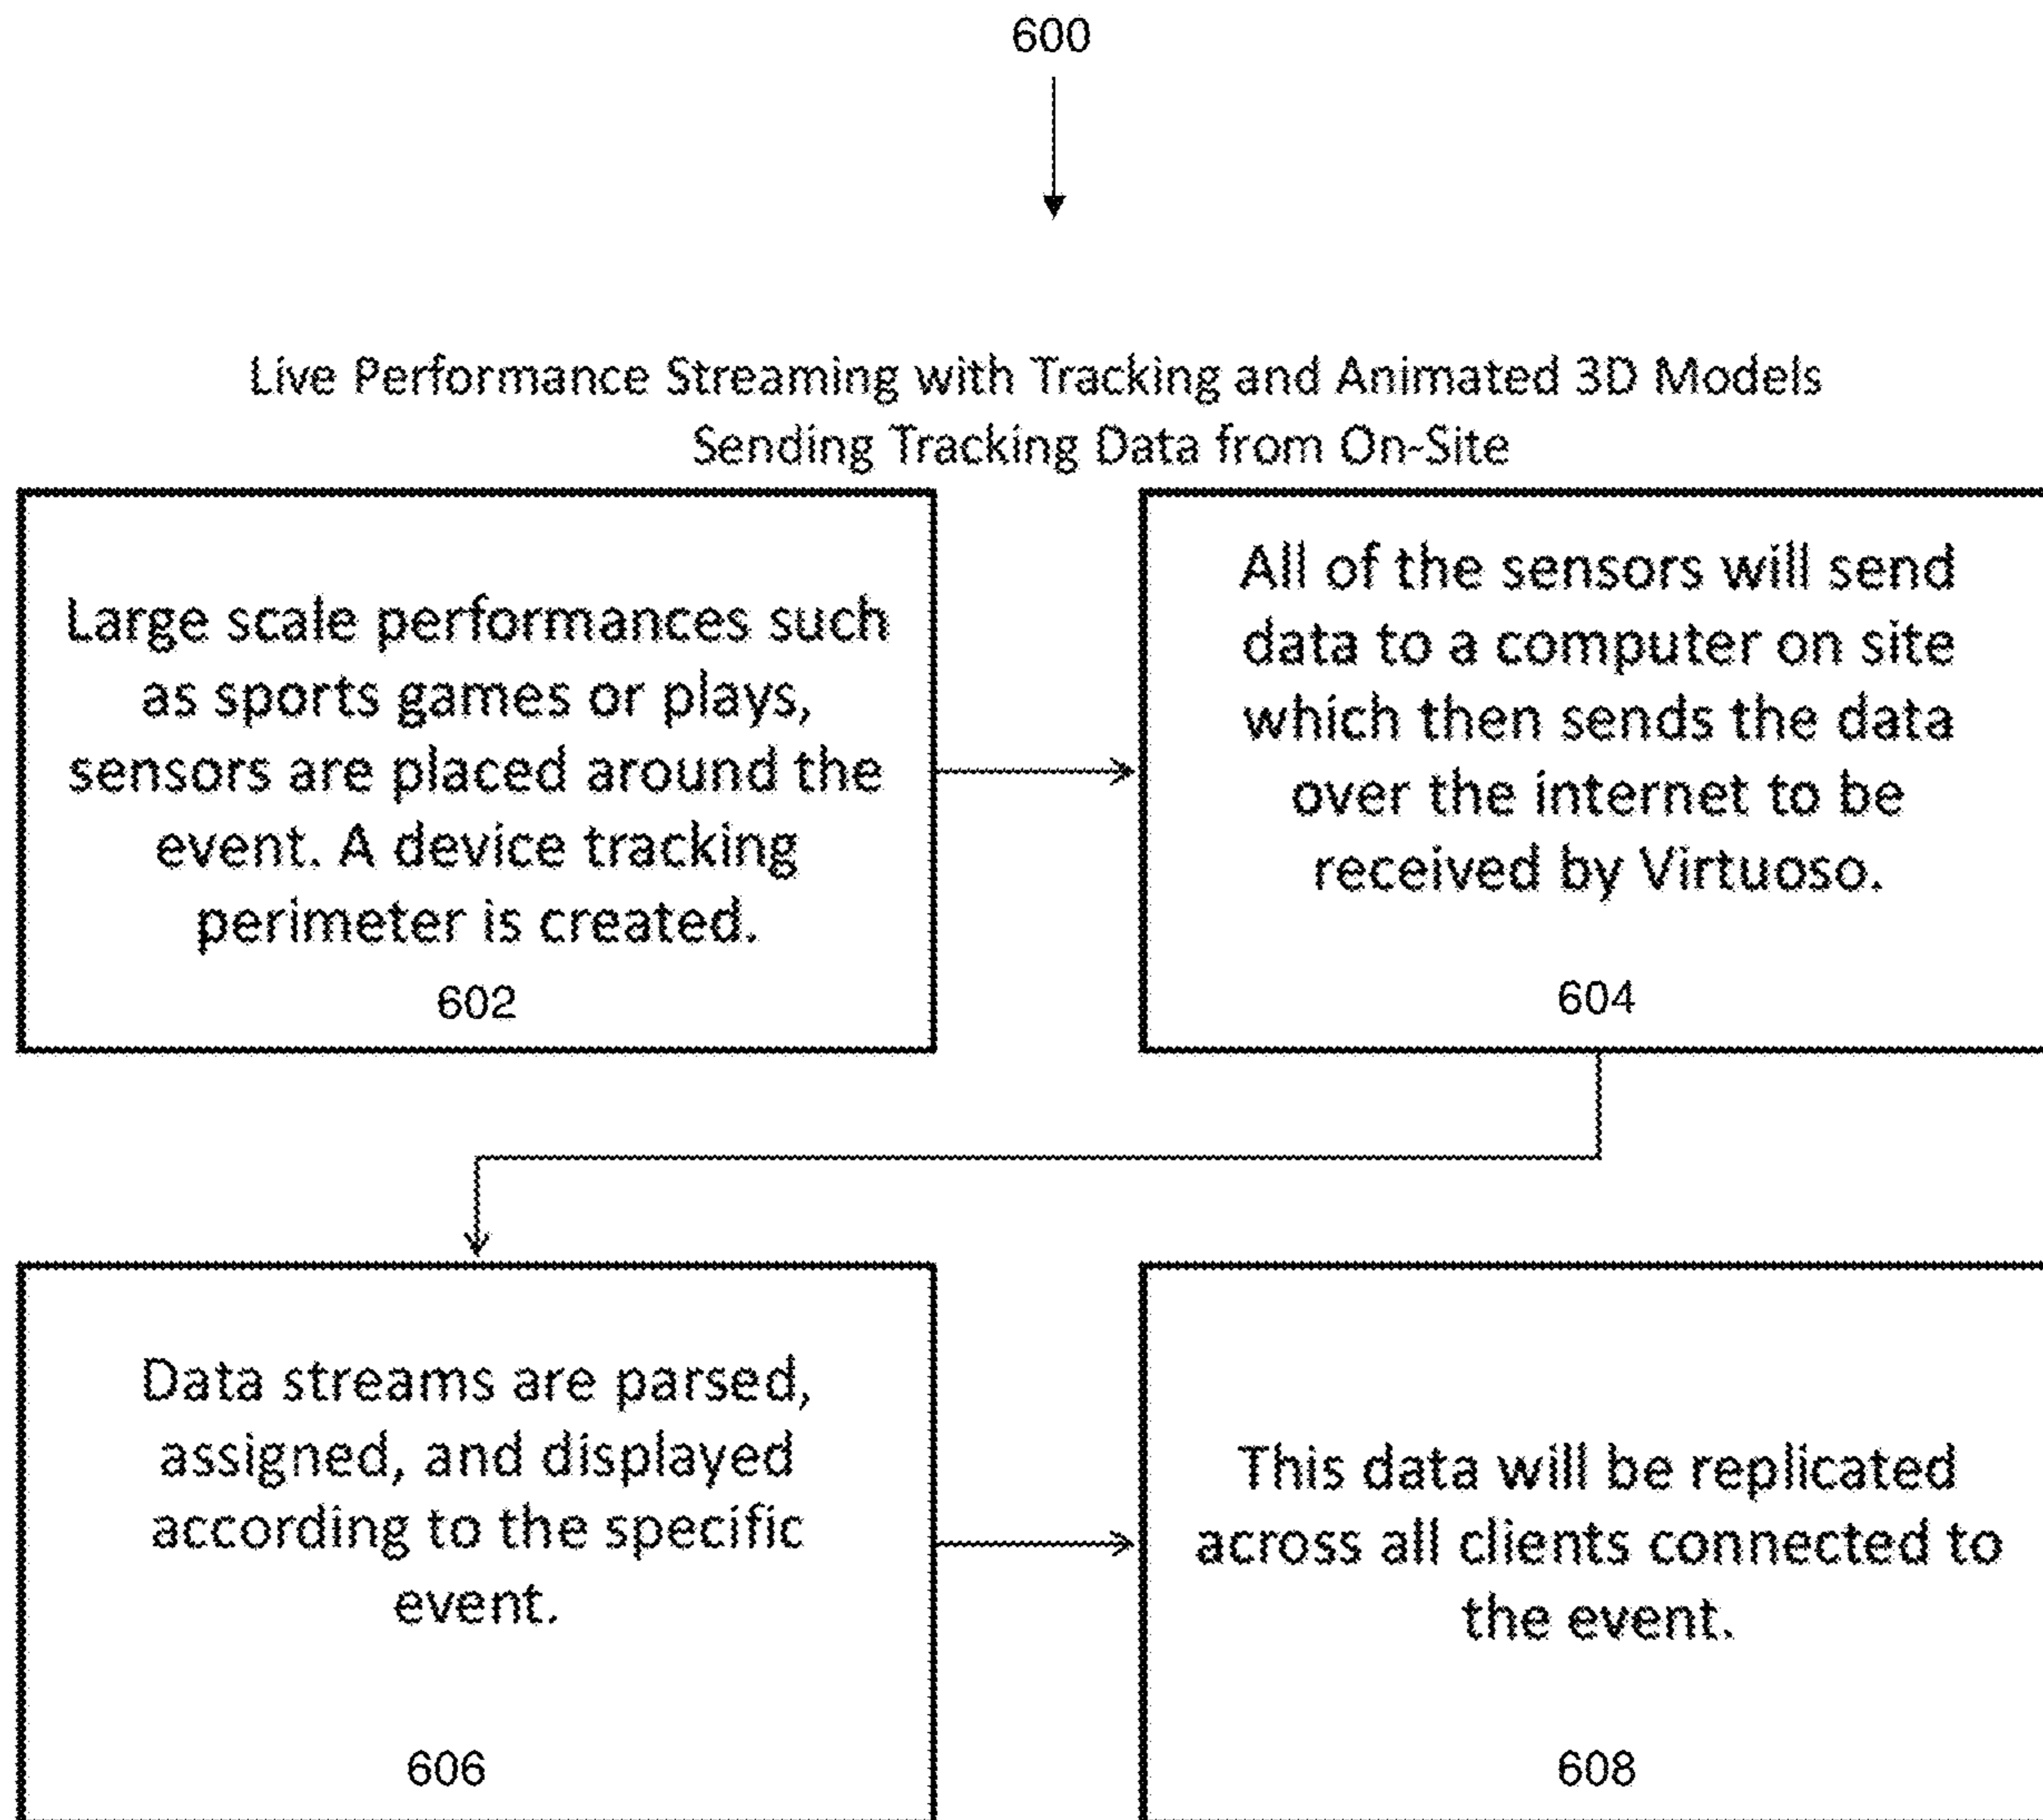 600
Live Performance Streaming with Tracking and Animated 3D Models
Sending Tracking Data from On-Site
Large scale performances such
as sports games or plays,
sensors are placed around the
event. A device tracking
perimeter is created.
602
All of the sensors will send
data to a computer on site
which then sends the data
over the internet to be
received by Virtuoso.
604
Data streams are parsed,
assigned, and displayed
according to the specific
event.
606
This data will be replicated
across all clients connected to
the event.
608